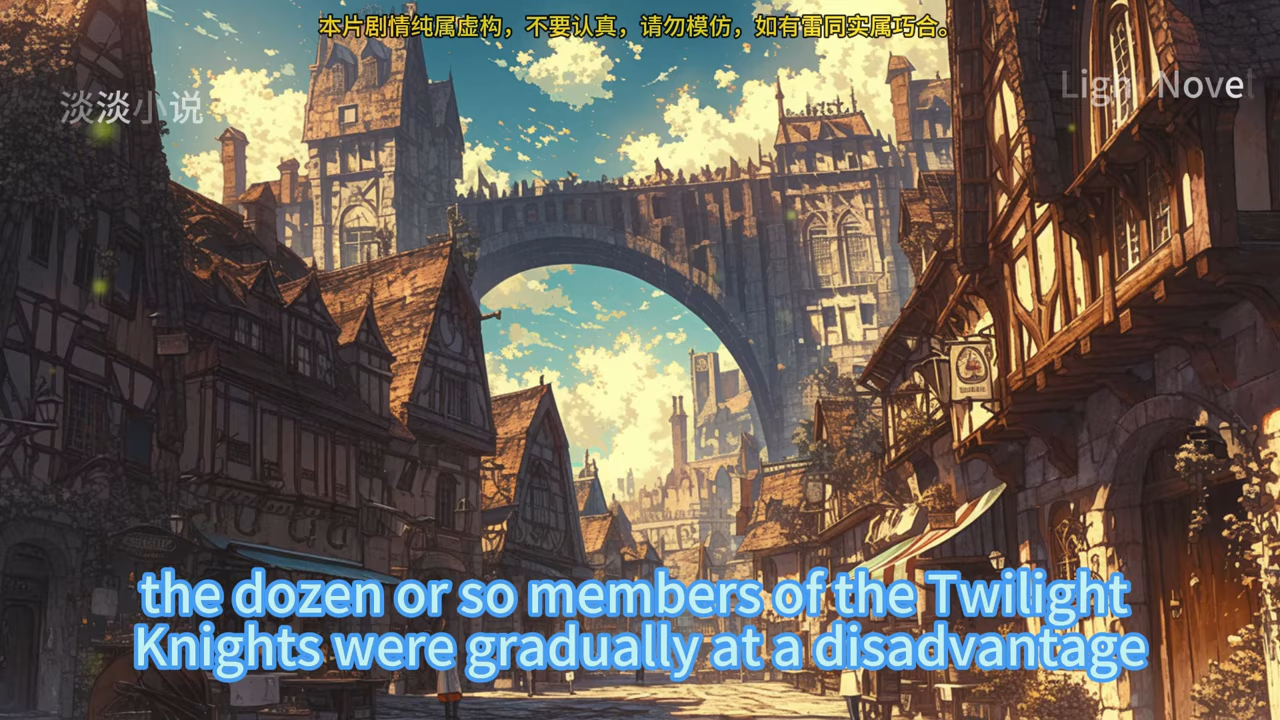 本片剧情纯属虚构，不要认真，请勿模仿，如有雷同实属巧合。
淡淡小说
Light Novel
the dozen or so members of the Twilight
Knights were gradually at a disadvantage